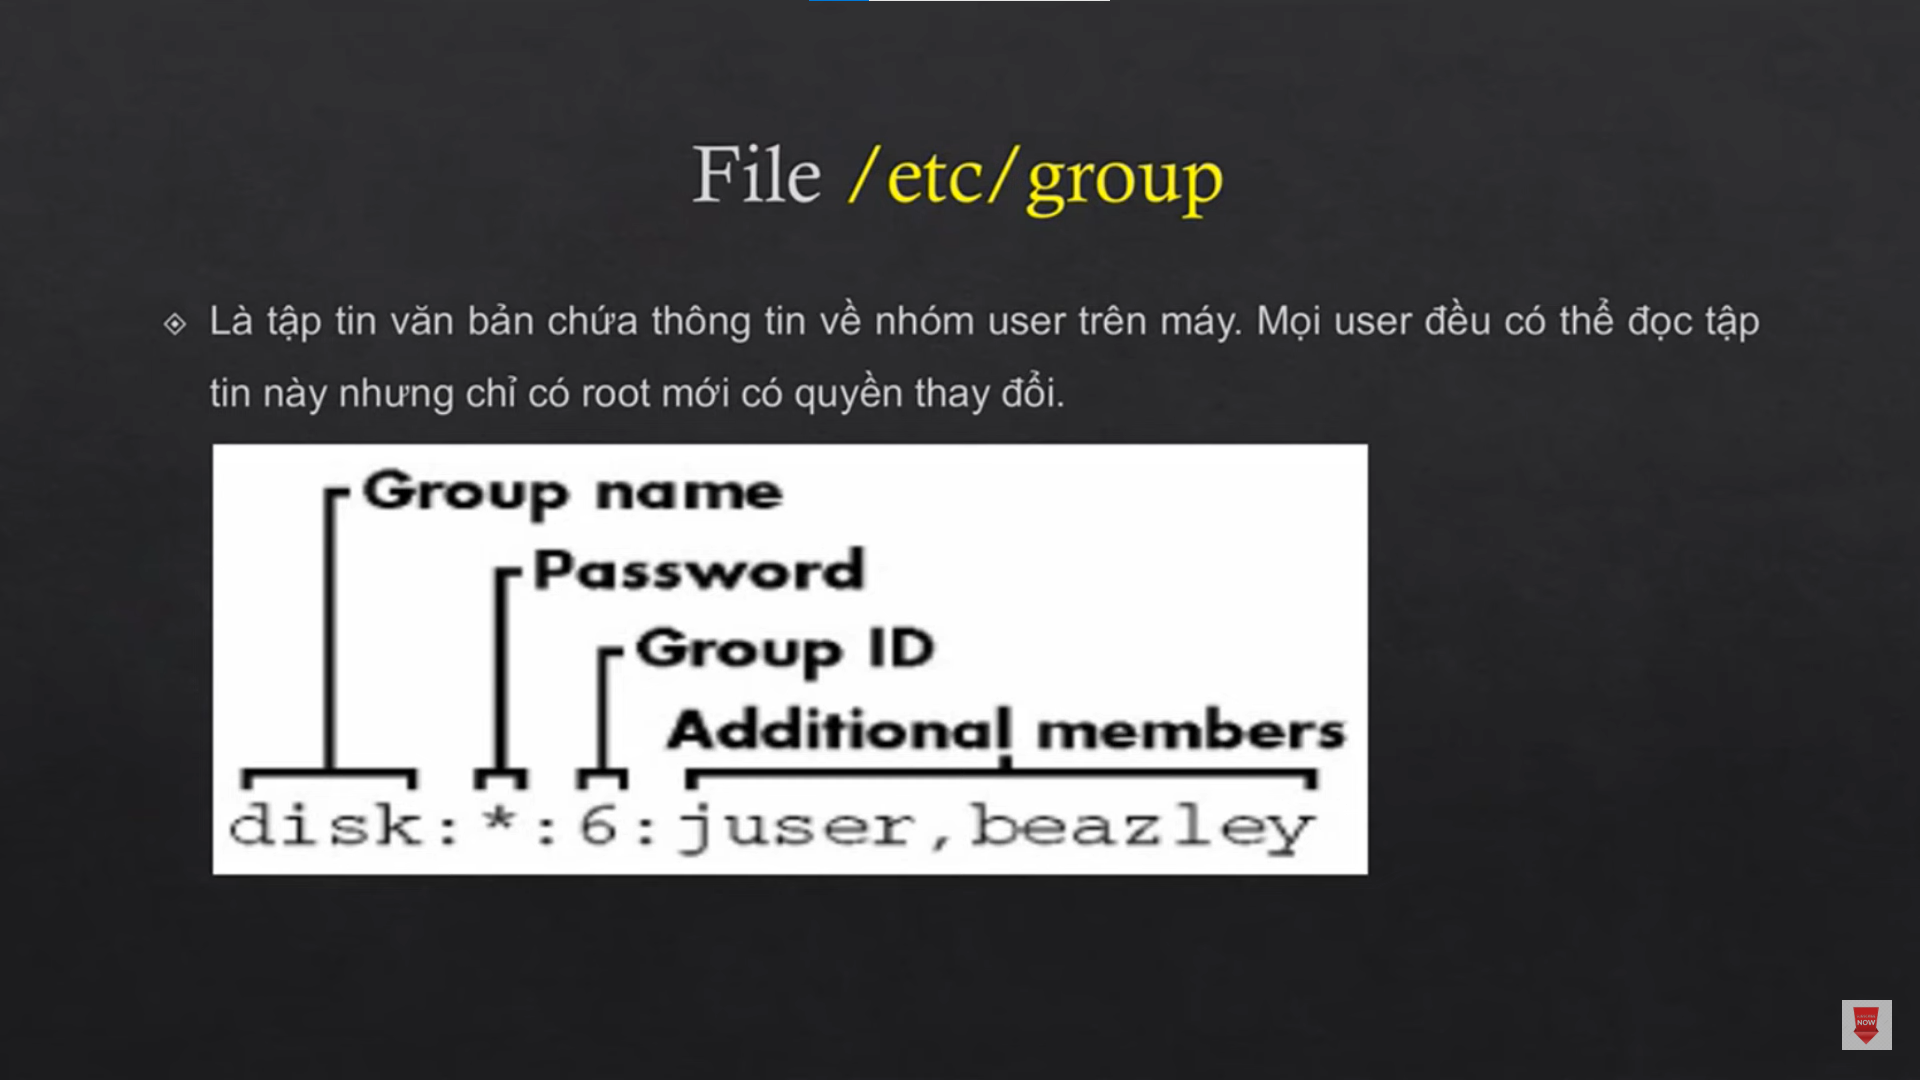 File /etc/group
Là tập tin văn bản chứa thông tin về nhóm user trên máy. Mọi user đều có thể đọc tập
tin này nhưng chỉ có root mới có quyền thay đổi.
Group name
Password
Group ID
Additional members
disk:*:6:juser,beazley
NOW